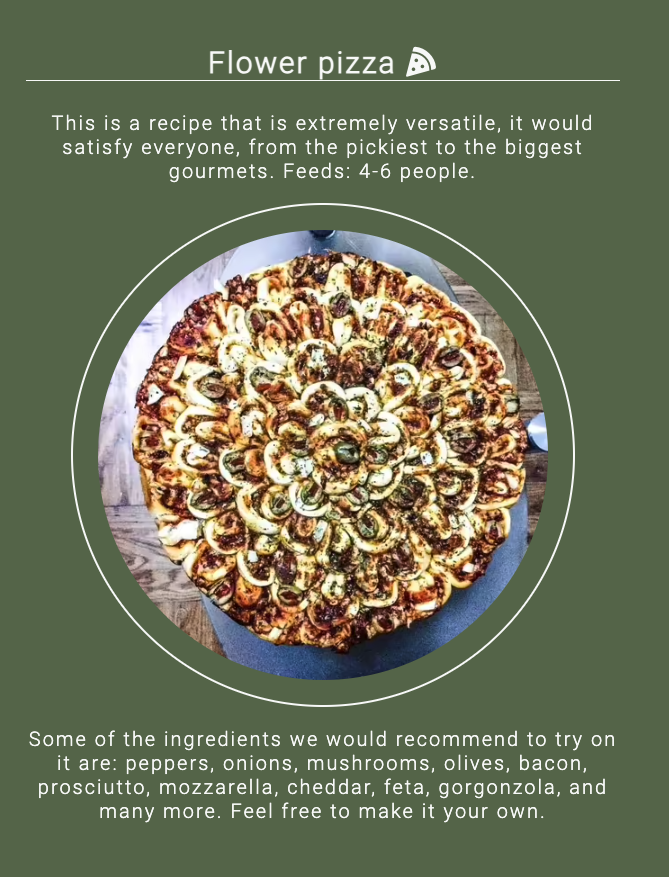 Flower pizza
This is a recipe that is extremely versatile, it would
satisfy everyone, from the pickiest to the biggest
gourmets. Feeds: 4-6 people.
Some of the ingredients we would recommend to try on
it are: peppers, onions, mushrooms, olives, bacon,
prosciutto, mozzarella, cheddar, feta, gorgonzola, and
many more. Feel free to make it your own.